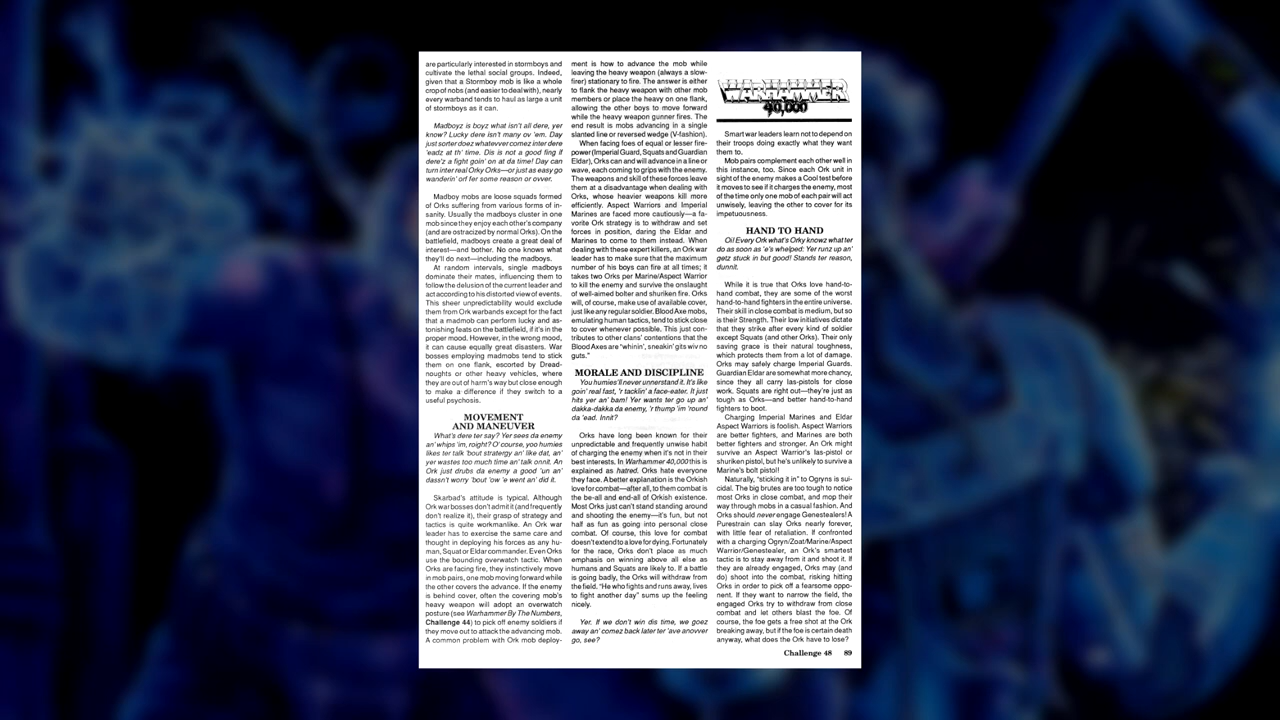 are particularly interested in stormboys and
cultivate the lethal social groups. Indeed,
given that a Stormboy mob is like a whole
crop of nobs (and easier to deal with), nearly
every warband tends to haul as large a unit
of stormboys as it can.
Madboyz is boyz what isn't all dere, yer
know? Lucky dere isn't many ov 'em. Day
just sorter doez whatevver comez inter dere
'eadz at th' time. Dis is not a good fing if
dere'z a fight goin' on at da time! Day can
turn inter real Orky Orks—or just as easy go
wanderin' orf fer some reason or ovver.
Madboy mobs are loose squads formed
of Orks suffering from various forms of in-
sanity. Usually the madboys cluster in one
mob since they enjoy each other's company
(and are ostracized by normal Orks). On the
battlefield, madboys create a great deal of
interest—and bother. No one knows what
they'll do next—including the madboys.
At random intervals, single madboys
dominate their mates, influencing them to
follow the delusion of the current leader and
act according to his distorted view of events.
This sheer unpredictability would exclude
them from Ork warbands except for the fact
that a madmob can perform lucky and as-
tonishing feats on the battlefield, if it's in the
proper mood. However, in the wrong mood,
it can cause equally great disasters. War
bosses employing madmobs tend to stick
them on one flank, escorted by Dread-
noughts or other heavy vehicles, where
they are out of harm's way but close enough
to make a difference if they switch to a
useful psychosis.
MOVEMENT
AND MANEUVER
What's dere ter say? Yer sees da enemy
an' whips 'im, roight? O' course, yoo humies
likes ter talk 'bout stratergy an' like dat, an'
yer wastes too much time an' talk onnit. An
Ork just drubs da enemy a good 'un an'
dassn't worry 'bout 'ow 'e went an' did it.
Skarbad's attitude is typical. Although
Ork war bosses don't admit it (and frequently
don't realize it), their grasp of strategy and
tactics is quite workmanlike. An Ork war
leader has to exercise the same care and
thought in deploying his forces as any hu-
man, Squat or Eldar commander. Even Orks
use the bounding overwatch tactic. When
Orks are facing fire, they instinctively move
in mob pairs, one mob moving forward while
the other covers the advance. If the enemy
is behind cover, often the covering mob's
heavy weapon will adopt an overwatch
posture (see Warhammer By The Numbers,
Challenge 44) to pick off enemy soldiers if
they move out to attack the advancing mob.
A common problem with Ork mob deploy-
ment is how to advance the mob while
leaving the heavy weapon (always a slow-
firer) stationary to fire. The answer is either
to flank the heavy weapon with other mob
members or place the heavy on one flank,
allowing the other boys to move forward
while the heavy weapon gunner fires. The
end result is mobs advancing in a single
slanted line or reversed wedge (V-fashion).
When facing foes of equal or lesser fire-
power (Imperial Guard, Squats and Guardian
Eldar), Orks can and will advance in a line or
wave, each coming to grips with the enemy.
The weapons and skill of these forces leave
them at a disadvantage when dealing with
Orks, whose heavier weapons kill more
efficiently. Aspect Warriors and Imperial
Marines are faced more cautiously—a fa-
vorite Ork strategy is to withdraw and set
forces in position, daring the Eldar and
Marines to come to them instead. When
dealing with these expert killers, an Ork war
leader has to make sure that the maximum
number of his boys can fire at all times; it
takes two Orks per Marine/Aspect Warrior
to kill the enemy and survive the onslaught
of well-aimed bolter and shuriken fire. Orks
will, of course, make use of available cover,
just like any regular soldier. Blood Axe mobs,
emulating human tactics, tend to stick close
to cover whenever possible. This just con-
tributes to other clans' contentions that the
Blood Axes are "whinin', sneakin' gits wiv no
guts."
MORALE AND DISCIPLINE
You humies'll never unnerstand it. It's like
goin' real fast, 'r tacklin' a face-eater. It just
hits yer an' bam! Yer wants ter go up an'
dakka-dakka da enemy, 'r thump 'im 'round
da 'ead. Innit?
Orks have long been known for their
unpredictable and frequently unwise habit
of charging the enemy when it's not in their
best interests. In Warhammer 40,000 this is
explained as hatred. Orks hate everyone
they face. A better explanation is the Orkish
love for combat—after all, to them combat is
the be-all and end-all of Orkish existence.
Most Orks just can't stand standing around
and shooting the enemy—it's fun, but not
half as fun as going into personal close
combat. Of course, this love for combat
doesn't extend to a love for dying. Fortunately
for the race, Orks don't place as much
emphasis on winning above all else as
humans and Squats are likely to. If a battle
is going badly, the Orks will withdraw from
the field. "He who fights and runs away, lives
to fight another day" sums up the feeling
nicely.
Yer. If we don't win dis time, we goez
away an' comez back later ter 'ave anovver
go, see?
WARHAMMER
40,000
Smart war leaders learn not to depend on
their troops doing exactly what they want
them to.
Mob pairs complement each other well in
this instance, too. Since each Ork unit in
sight of the enemy makes a Cool test before
it moves to see if it charges the enemy, most
of the time only one mob of each pair will act
unwisely, leaving the other to cover for its
impetuousness.
HAND TO HAND
Oi! Every Ork what's Orky knowz what ter
do as soon as 'e's whelped: Yer runz up an'
getz stuck in but good! Stands ter reason,
dunnit.
While it is true that Orks love hand-to-
hand combat, they are some of the worst
hand-to-hand fighters in the entire universe.
Their skill in close combat is medium, but so
is their Strength. Their low initiatives dictate
that they strike after every kind of soldier
except Squats (and other Orks). Their only
saving grace is their natural toughness,
which protects them from a lot of damage.
Orks may safely charge Imperial Guards.
Guardian Eldar are somewhat more chancy,
since they all carry las-pistols for close
work. Squats are right out—they're just as
tough as Orks—and better hand-to-hand
fighters to boot.
Charging Imperial Marines and Eldar
Aspect Warriors is foolish. Aspect Warriors
are better fighters, and Marines are both
better fighters and stronger. An Ork might
survive an Aspect Warrior's las-pistol or
shuriken pistol, but he's unlikely to survive a
Marine's bolt pistol!
Naturally, "sticking it in" to Ogryns is sui-
cidal. The big brutes are too tough to notice
most Orks in close combat, and mop their
way through mobs in a casual fashion. And
Orks should never engage Genestealers! A
Purestrain can slay Orks nearly forever,
with little fear of retaliation. If confronted
with a charging Ogryn/Zoat/Marine/Aspect
Warrior/Genestealer, an Ork's smartest
tactic is to stay away from it and shoot it. If
they are already engaged, Orks may (and
do) shoot into the combat, risking hitting
Orks in order to pick off a fearsome oppo-
nent. If they want to narrow the field, the
engaged Orks try to withdraw from close
combat and let others blast the foe. Of
course, the foe gets a free shot at the Ork
breaking away, but if the foe is certain death
anyway, what does the Ork have to lose?
Challenge 48 89